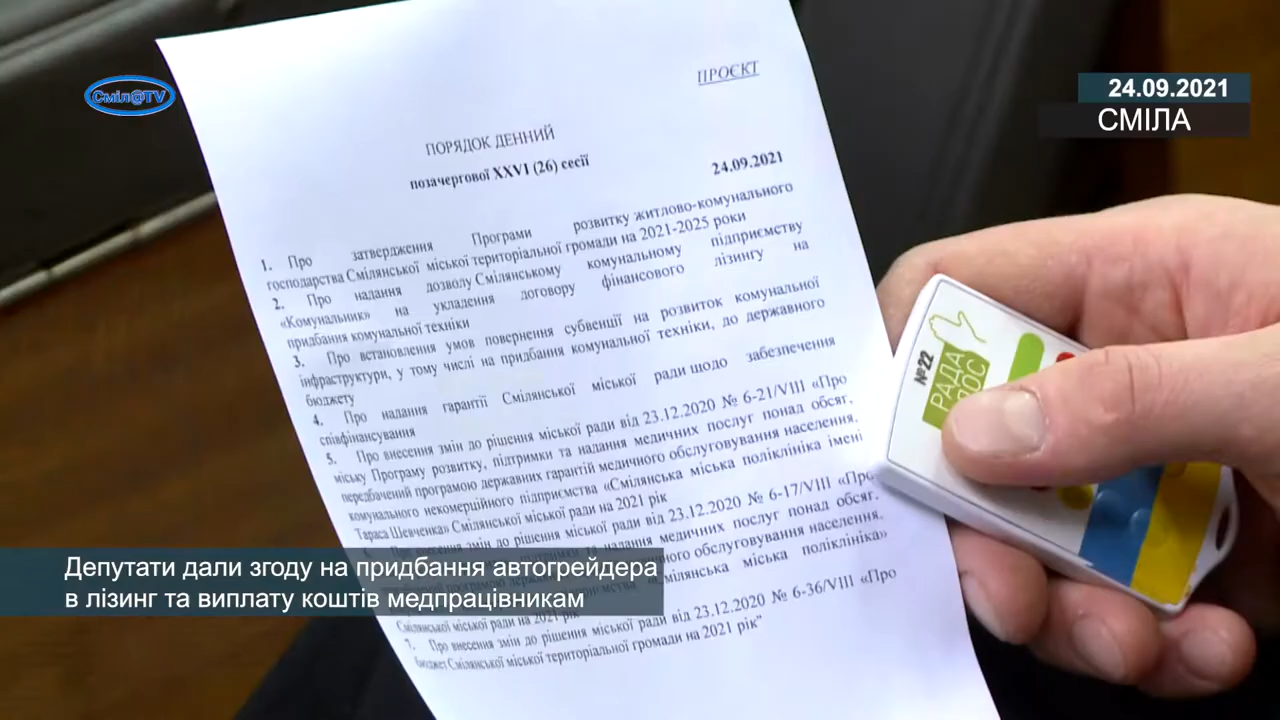 Сміл@TV
24.09.2021
СМІЛА
ПРОЄКТ
ПОРЯДОК ДЕННИЙ
позачергової XXVI (26) сесії 24.09.2021
1. Про затвердження Програми розвитку житлово-комунального
господарства Смілянської міської територіальної громади на 2021-2025 роки
2. Про надання дозволу Смілянському комунальному підприємству
«Комунальник» на укладення договору фінансового лізингу на
придбання комунальної техніки
3. Про встановлення умов повернення субвенції на розвиток комунальної
інфраструктури, у тому числі на придбання комунальної техніки, до державного
бюджету
4. Про надання гарантії Смілянської міської ради щодо забезпечення
співфінансування
5. Про внесення змін до рішення міської ради від 23.12.2020 № 6-21/VIII «Про
міську Програму розвитку, підтримки та надання медичних послуг понад обсяг,
передбачений програмою державних гарантій медичного обслуговування населення,
комунального некомерційного підприємства «Смілянська міська поліклініка імені
Тараса Шевченка» Смілянської міської ради на 2021 рік
Про внесення змін до рішення міської ради від 23.12.2020 № 6-17/VIII «Про
підтримки та надання медичних послуг понад обсяг,
медичного обслуговування населення,
«Смілянська міська поліклініка»
Смілянської міської ради на 2021 рік
7. Про внесення змін до рішення міської ради від 23.12.2020 № 6-36/VIII «Про
бюджет Смілянської міської територіальної громади на 2021 рік"
№22
РАДА
Депутати дали згоду на придбання автогрейдера
в лізинг та виплату коштів медпрацівникам